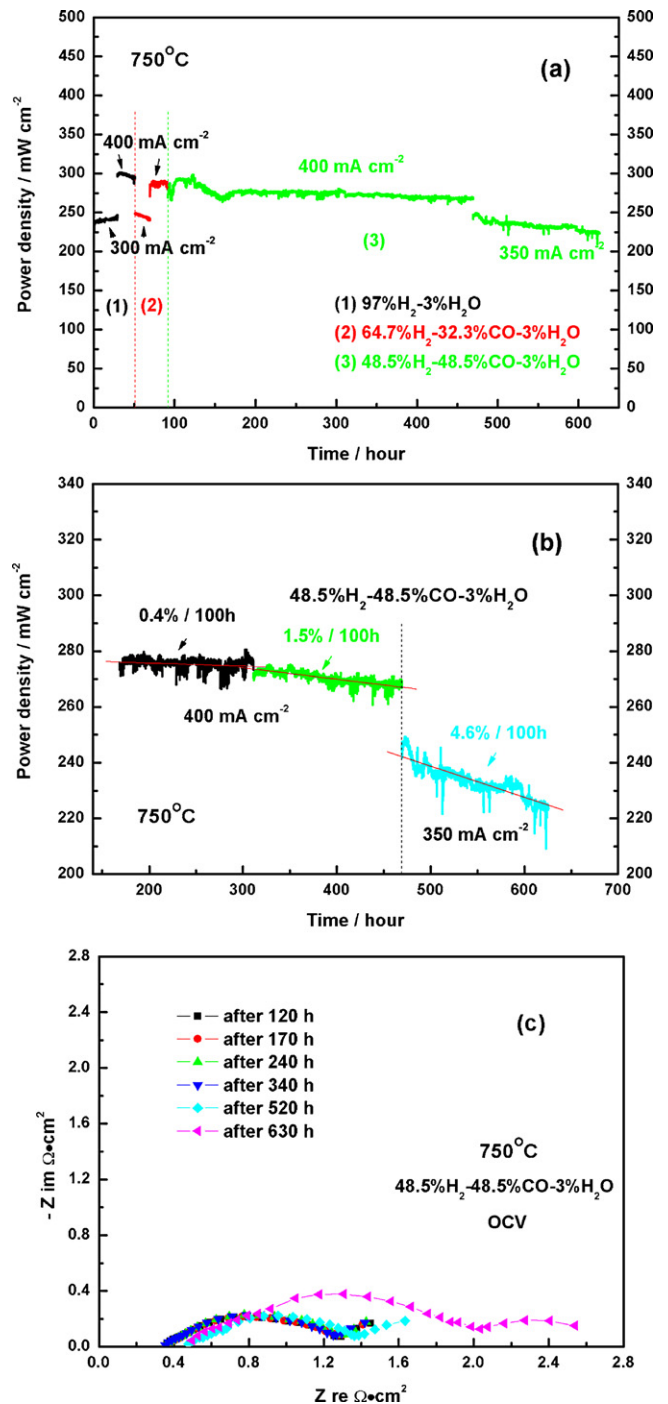 500 500
750°C (a)
450 450
400 400
350 350
400 mA cm⁻² 400 mA cm⁻²
300 300
250 250
300 mA cm⁻² (3) 350 mA cm⁻²
200 200
150 (1) (2) (1) 97%H₂-3%H₂O 150
100 (2) 64.7%H₂-32.3%CO-3%H₂O 100
50 (3) 48.5%H₂-48.5%CO-3%H₂O 50
0 0
0 100 200 300 400 500 600
Power density / mW cm⁻²
Time / hour
340 340
(b)
320 320
300 48.5%H₂-48.5%CO-3%H₂O 300
0.4% / 100h 1.5% / 100h
280 280
400 mA cm⁻²
260 260
4.6% / 100h
240 240
750°C 350 mA cm⁻²
220 220
200 200
200 300 400 500 600 700
Power density / mW cm⁻²
Time / hour
2.8
(c)
after 120 h
2.4
after 170 h
after 240 h
2.0
after 340 h
after 520 h
1.6
after 630 h
750°C
1.2
48.5%H₂-48.5%CO-3%H₂O
OCV
0.8
0.4
0.0
0.0 0.4 0.8 1.2 1.6 2.0 2.4 2.8
- Z im Ω•cm²
Z re Ω•cm²